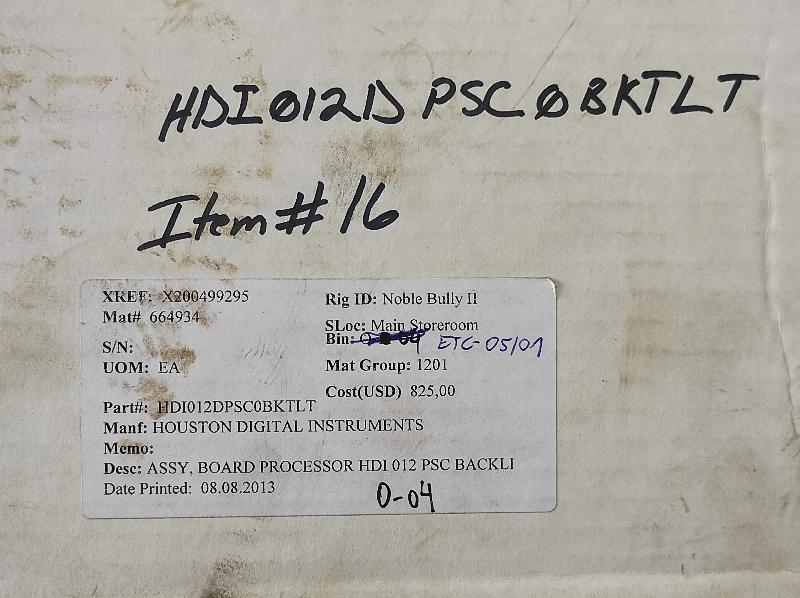 HDI012D PSC0BKTLT
Item# 16
XREF: X200499295
Mat# 664934
S/N:
UOM: EA
Rig ID: Noble Bully II
SLoc: Main Storeroom
Bin: ETC-05/01
Mat Group: 1201
Cost(USD) 825,00
Part#: HDI012DPSC0BKTLT
Manf: HOUSTON DIGITAL INSTRUMENTS
Memo:
Desc: ASSY, BOARD PROCESSOR HDI 012 PSC BACKLI
Date Printed: 08.08.2013
0-04